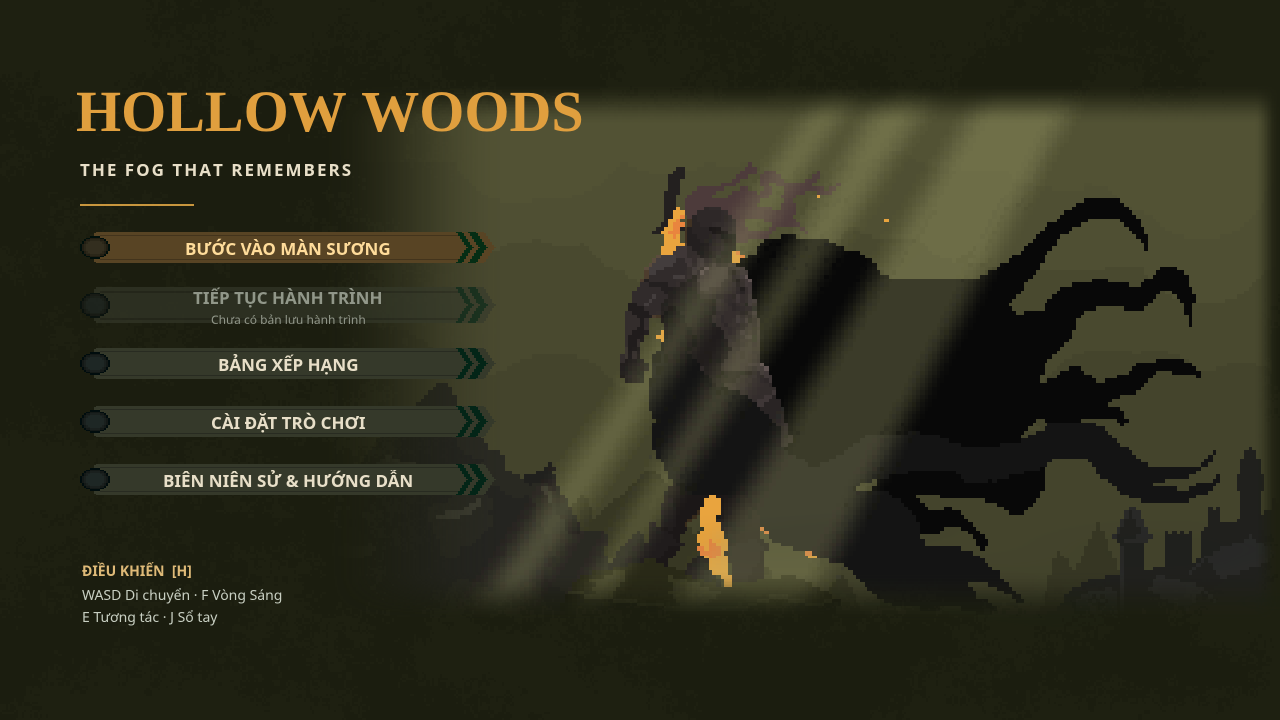 HOLLOW WOODS
THE FOG THAT REMEMBERS
BƯỚC VÀO MÀN SƯƠNG
TIẾP TỤC HÀNH TRÌNH
Chưa có bản lưu hành trình
BẢNG XẾP HẠNG
CÀI ĐẶT TRÒ CHƠI
BIÊN NIÊN SỬ & HƯỚNG DẪN
ĐIỀU KHIỂN [H]
WASD Di chuyển · F Vòng Sáng
E Tương tác · J Sổ tay